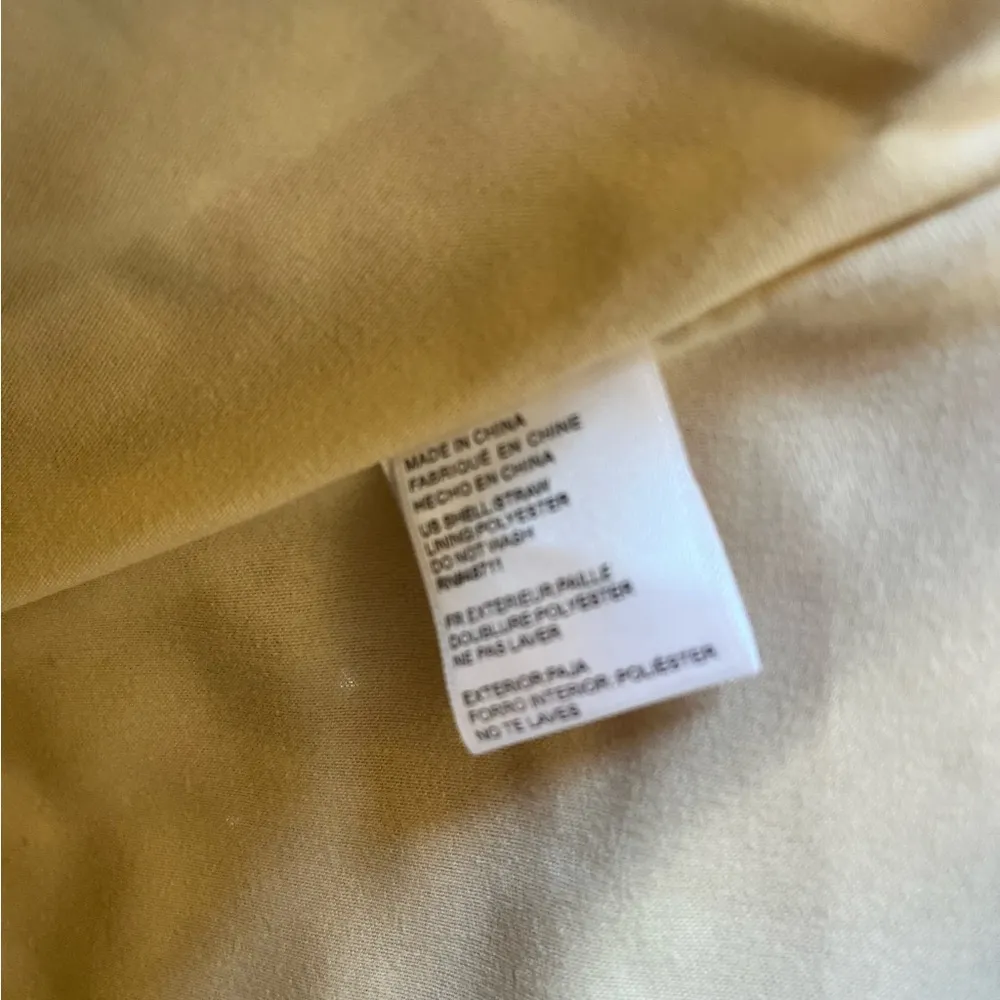 MADE IN CHINA
FABRIQUÉ EN CHINE
HECHO EN CHINA
US SHELL:STRAW
LINING:POLYESTER
DO NOT WASH
FR EXTERIEUR:PAILLE
DOUBLURE:POLYESTER
NE PAS LAVER
EXTERIOR:PAJA
FORRO INTERIOR:POLIÉSTER
NO TE LAVES